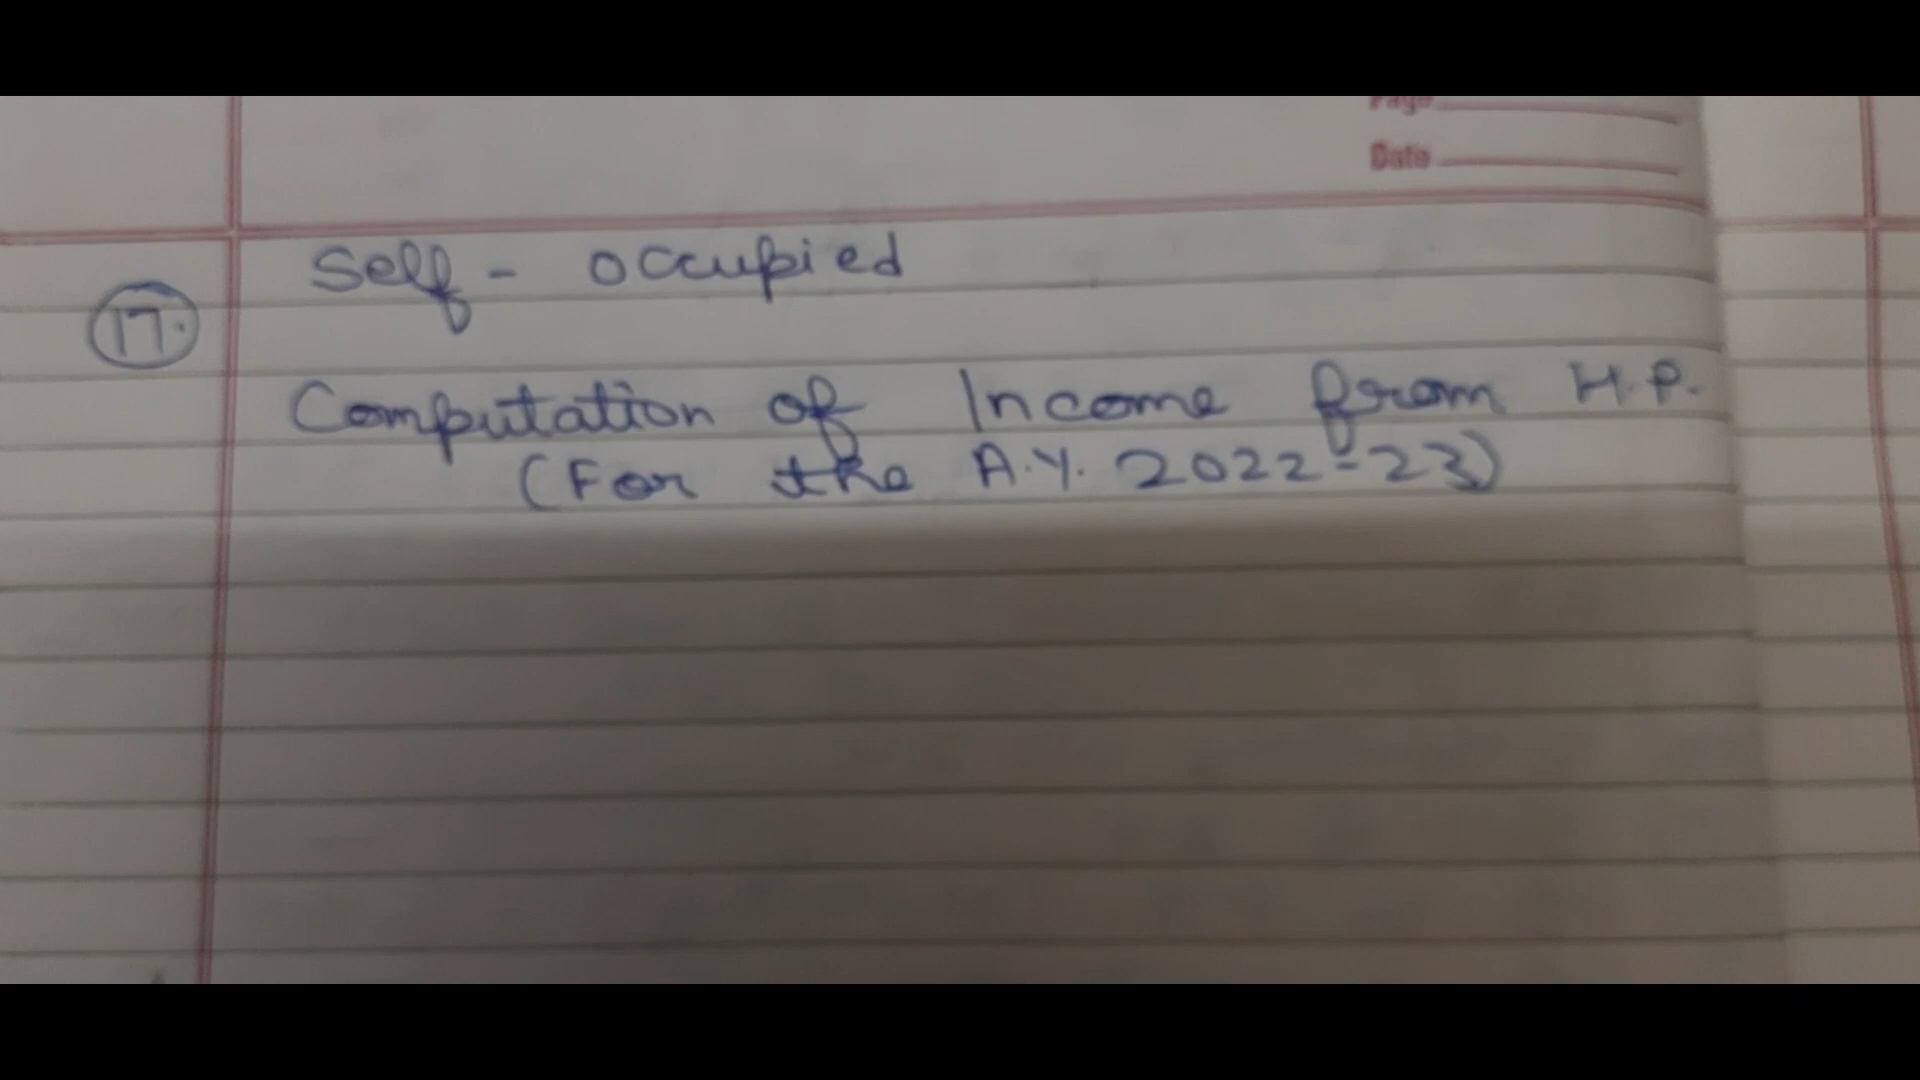 Page
Date
Self - occupied
17.
Computation of Income from H.P.
(For the A.Y. 2022-23)